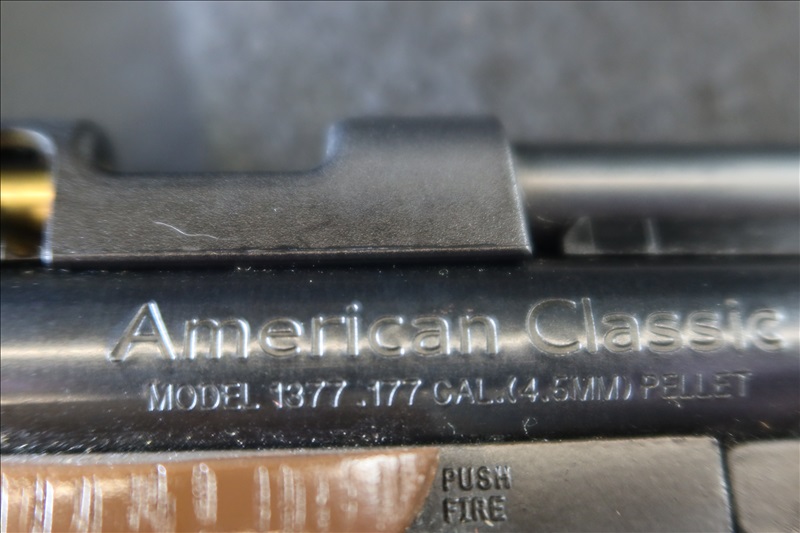 American Classic
MODEL 1377 .177 CAL.(4.5MM) PELLET
PUSH
FIRE